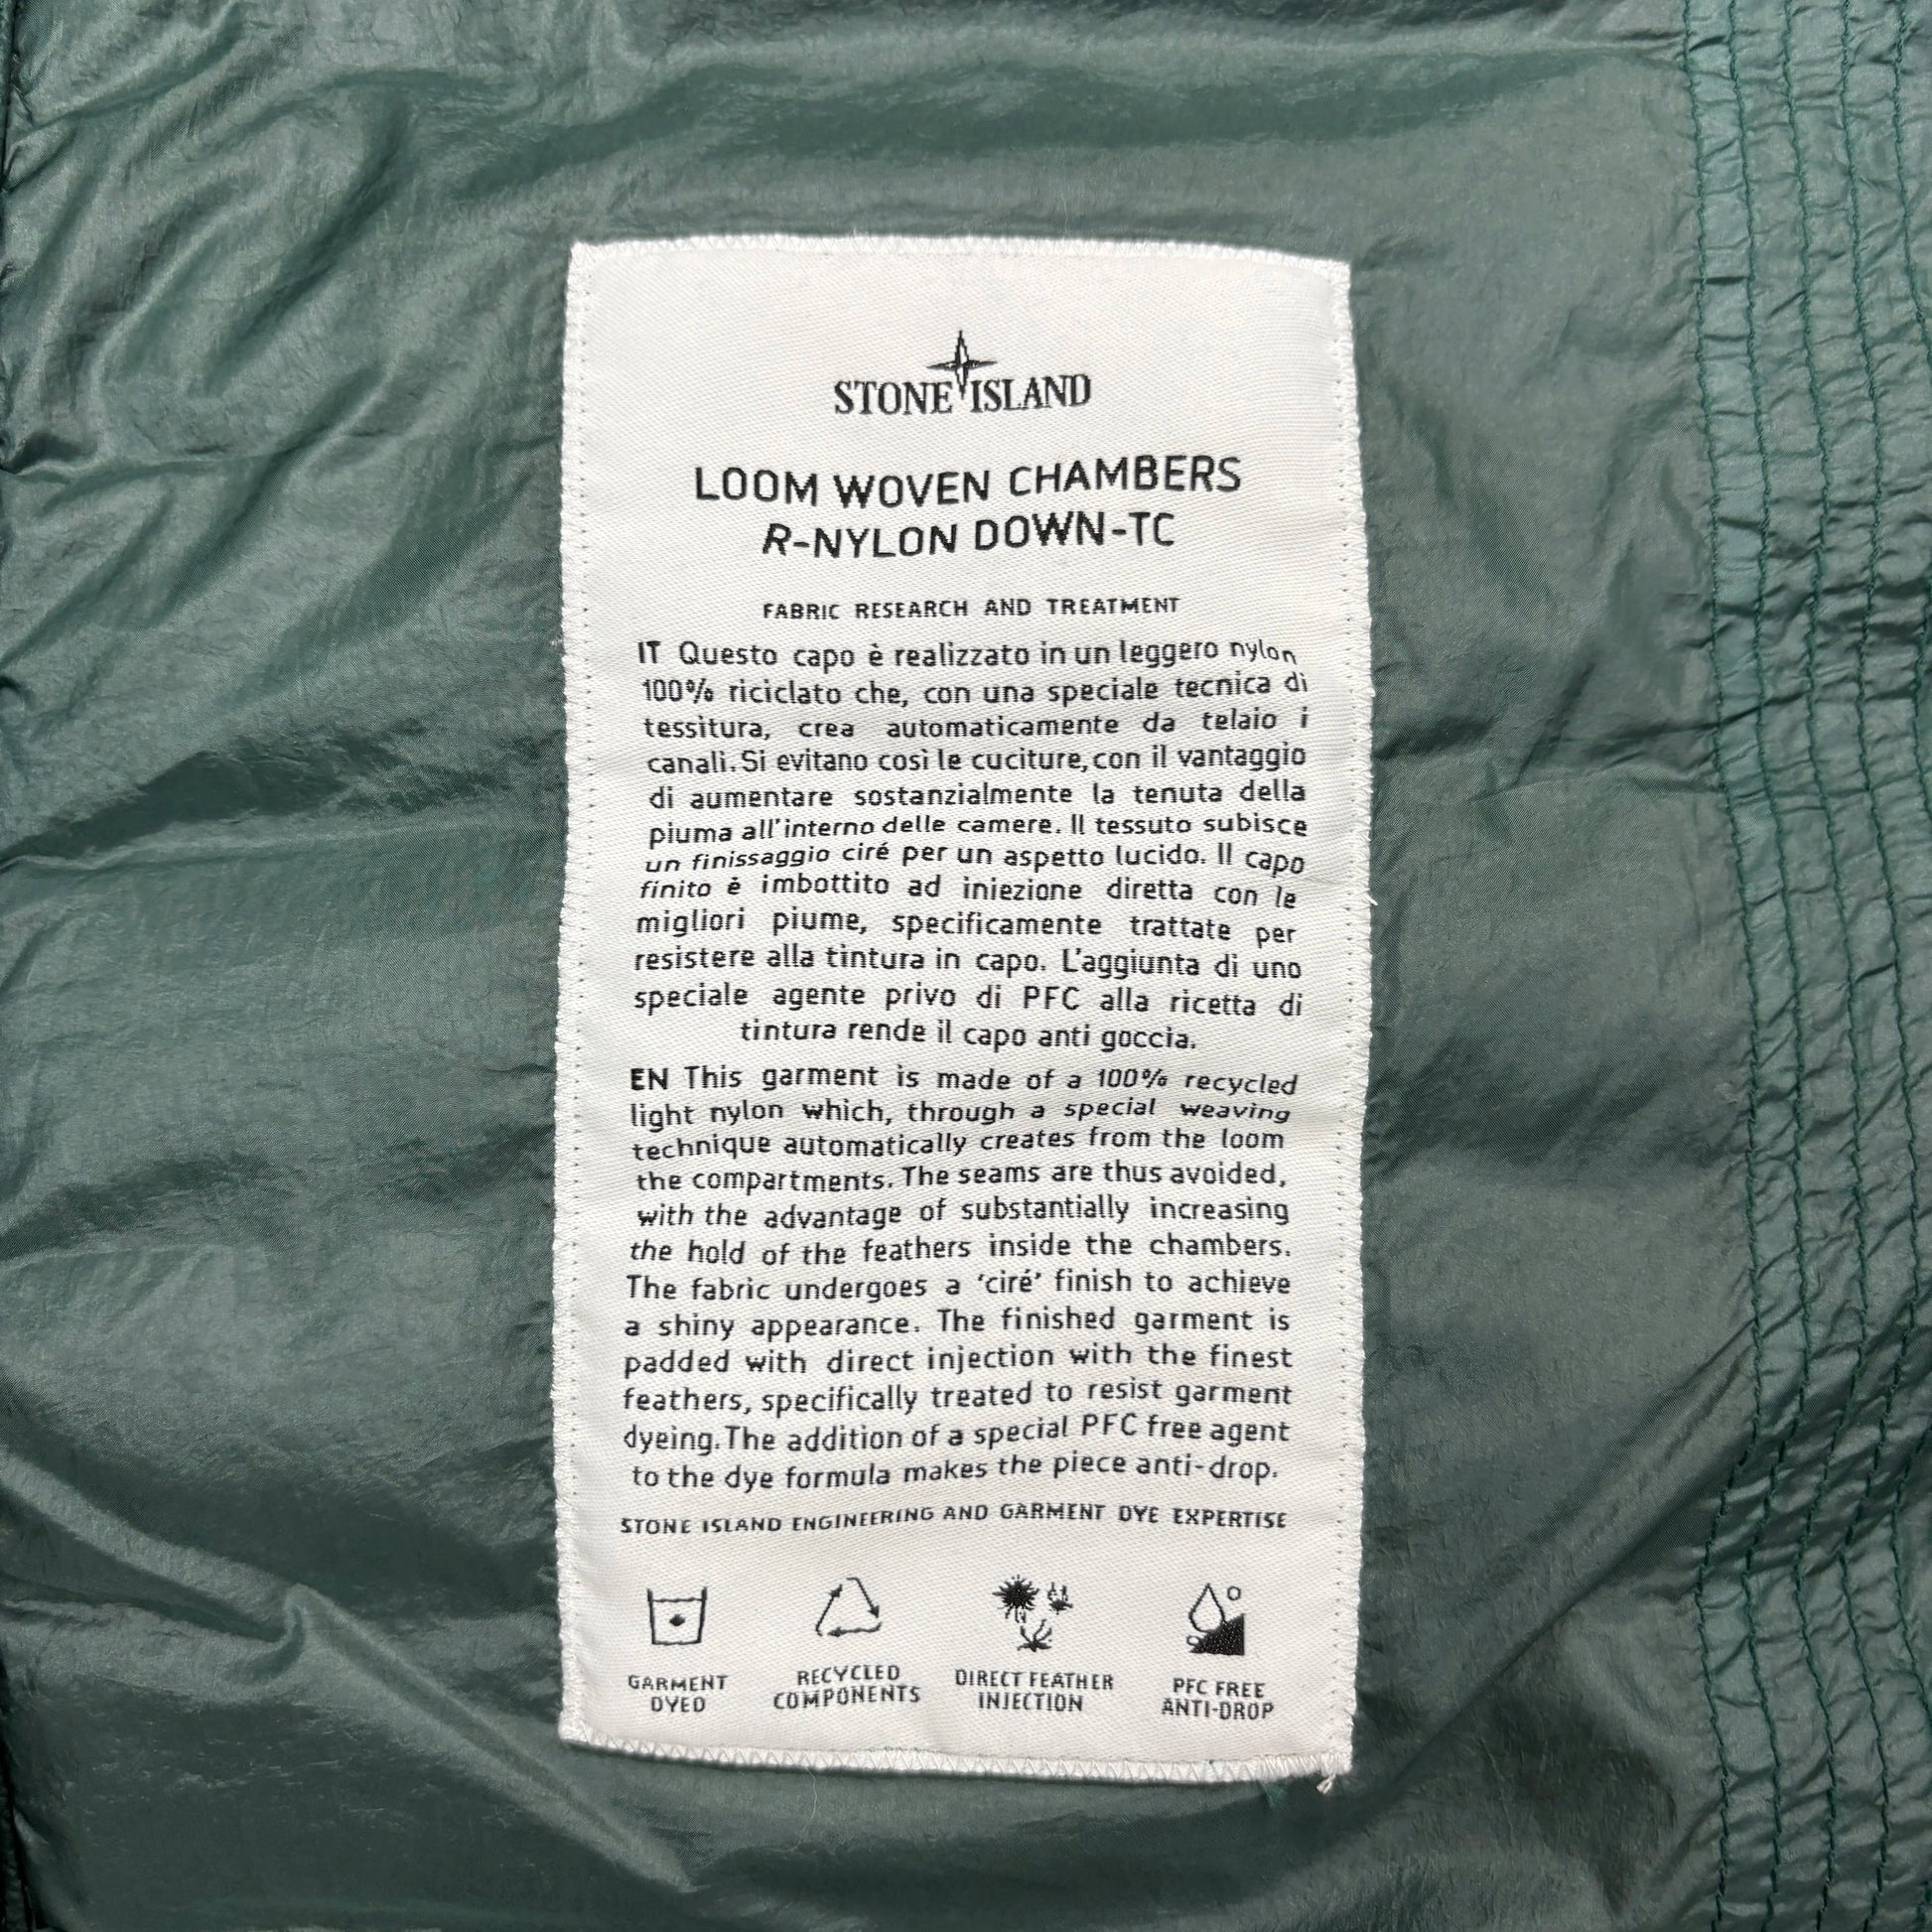 STONE ISLAND
LOOM WOVEN CHAMBERS
R-NYLON DOWN-TC
FABRIC RESEARCH AND TREATMENT
IT Questo capo è realizzato in un leggero nylon
100% riciclato che, con una speciale tecnica di
tessitura, crea automaticamente da telaio i
canali. Si evitano così le cuciture, con il vantaggio
di aumentare sostanzialmente la tenuta della
piuma all'interno delle camere. Il tessuto subisce
un finissaggio ciré per un aspetto lucido. Il capo
finito è imbottito ad iniezione diretta con le
migliori piume, specificamente trattate per
resistere alla tintura in capo. L'aggiunta di uno
speciale agente privo di PFC alla ricetta di
tintura rende il capo anti goccia.
EN This garment is made of a 100% recycled
light nylon which, through a special weaving
technique automatically creates from the loom
the compartments. The seams are thus avoided,
with the advantage of substantially increasing
the hold of the feathers inside the chambers.
The fabric undergoes a 'ciré' finish to achieve
a shiny appearance. The finished garment is
padded with direct injection with the finest
feathers, specifically treated to resist garment
dyeing. The addition of a special PFC free agent
to the dye formula makes the piece anti-drop.
STONE ISLAND ENGINEERING AND GARMENT DYE EXPERTISE
GARMENT
DYED
RECYCLED
COMPONENTS
DIRECT FEATHER
INJECTION
PFC FREE
ANTI-DROP